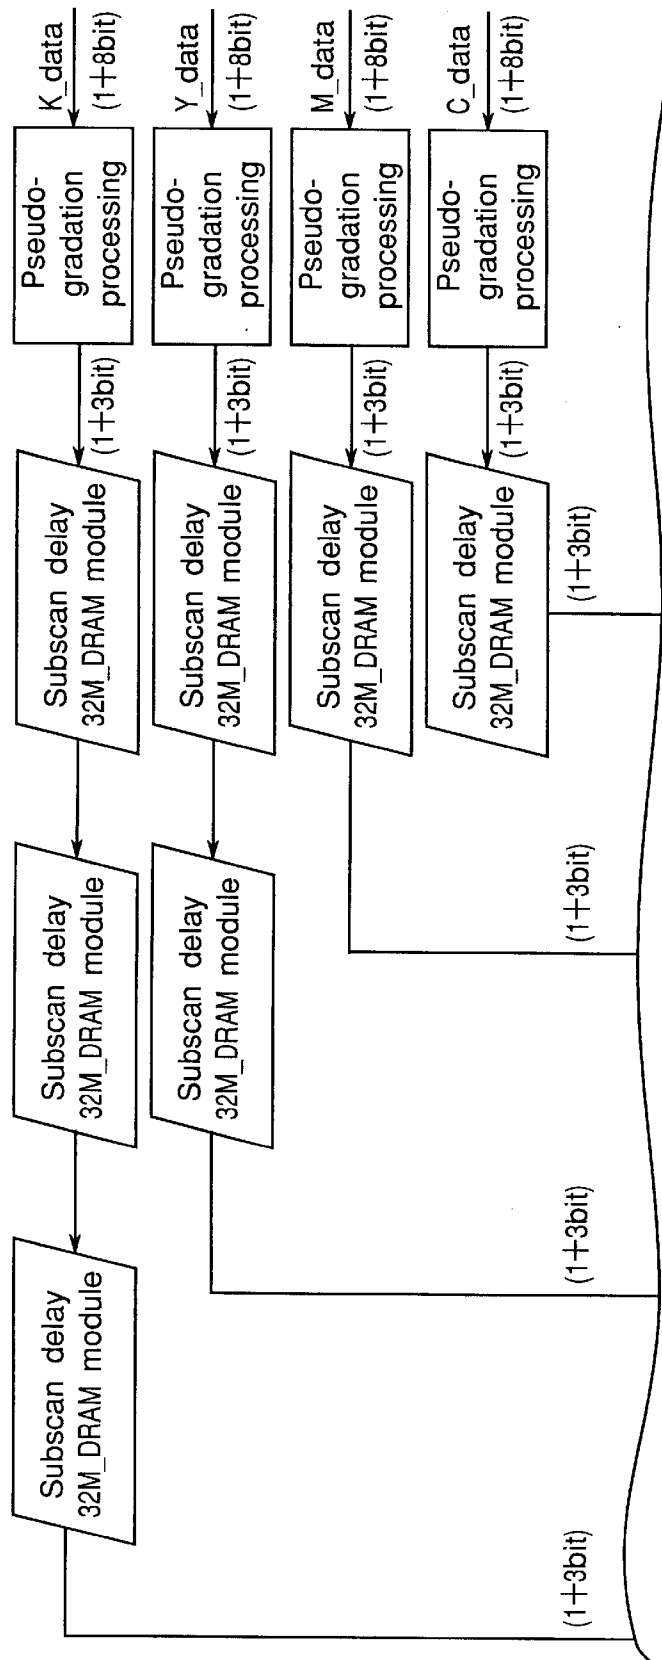 K_data
(1+8bit)
Pseudo-
gradation
processing
(1+3bit)
Subscan delay
32M_DRAM module
Subscan delay
32M_DRAM module
Subscan delay
32M_DRAM module
(1+3bit)
Y_data
(1+8bit)
Pseudo-
gradation
processing
(1+3bit)
Subscan delay
32M_DRAM module
Subscan delay
32M_DRAM module
(1+3bit)
M_data
(1+8bit)
Pseudo-
gradation
processing
(1+3bit)
Subscan delay
32M_DRAM module
(1+3bit)
C_data
(1+8bit)
Pseudo-
gradation
processing
(1+3bit)
Subscan delay
32M_DRAM module
(1+3bit)